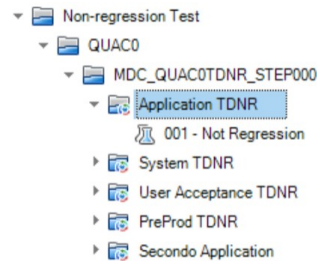 Non-regression Test
QUAC0
MDC_QUAC0TDNR_STEP000
Application TDNR
001 - Not Regression
System TDNR
User Acceptance TDNR
PreProd TDNR
Secondo Application